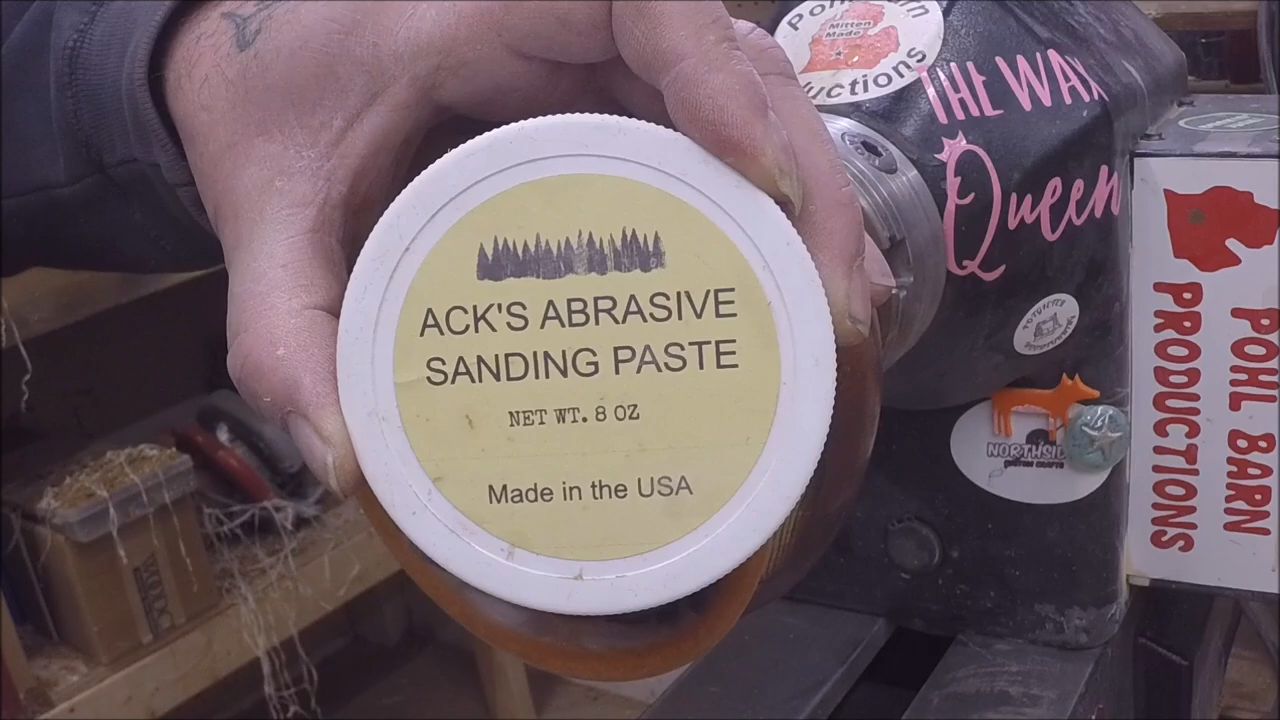 ACK'S ABRASIVE
SANDING PASTE
NET WT. 8 OZ
Made in the USA
Mitten
Made
THE WAX
Queen
NORTHSIDE
POHL BARN
PRODUCTIONS